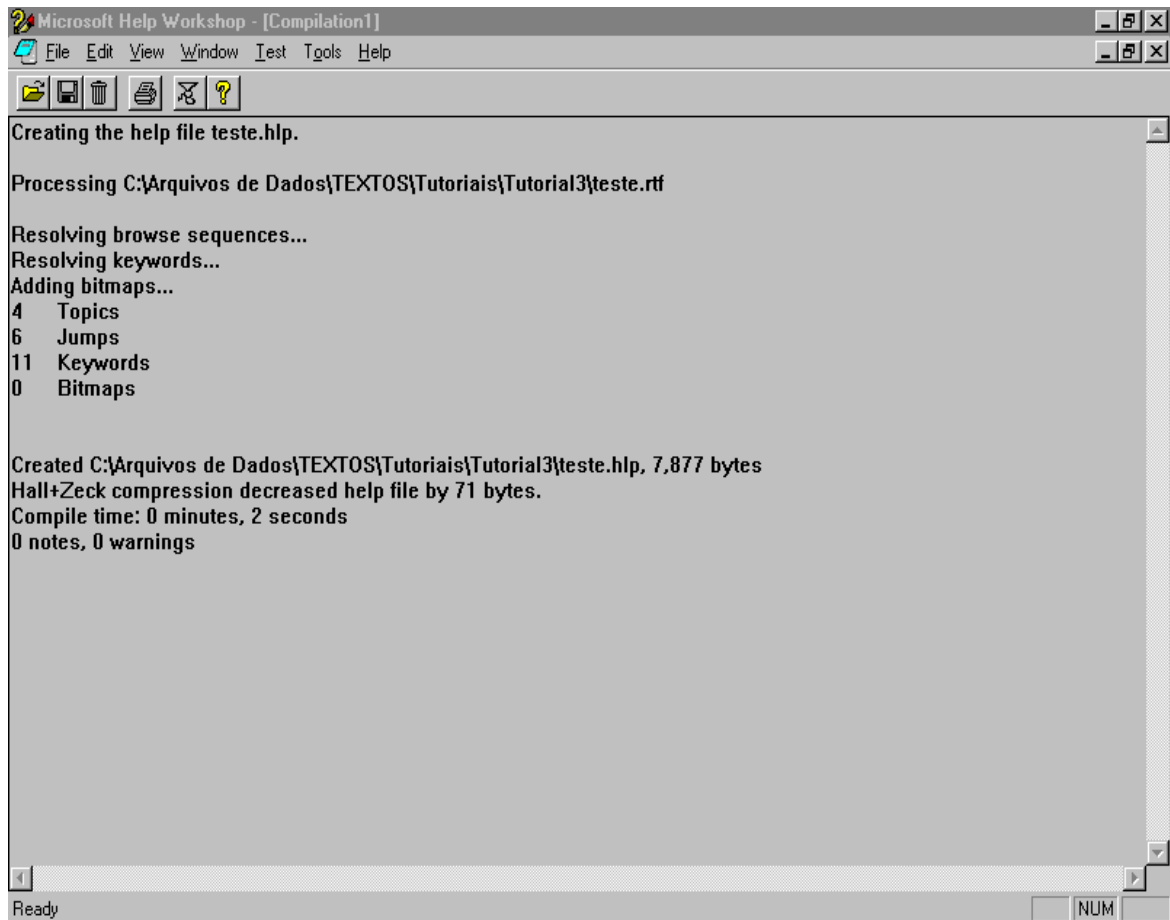 Microsoft Help Workshop - [Compilation1]
File Edit View Window Test Tools Help
Creating the help file teste.hlp.
Processing C:\Arquivos de Dados\TEXTOS\Tutoriais\Tutorial3\teste.rtf
Resolving browse sequences...
Resolving keywords...
Adding bitmaps...
4 Topics
6 Jumps
11 Keywords
0 Bitmaps
Created C:\Arquivos de Dados\TEXTOS\Tutoriais\Tutorial3\teste.hlp, 7,877 bytes
Hall+Zeck compression decreased help file by 71 bytes.
Compile time: 0 minutes, 2 seconds
0 notes, 0 warnings
Ready NUM